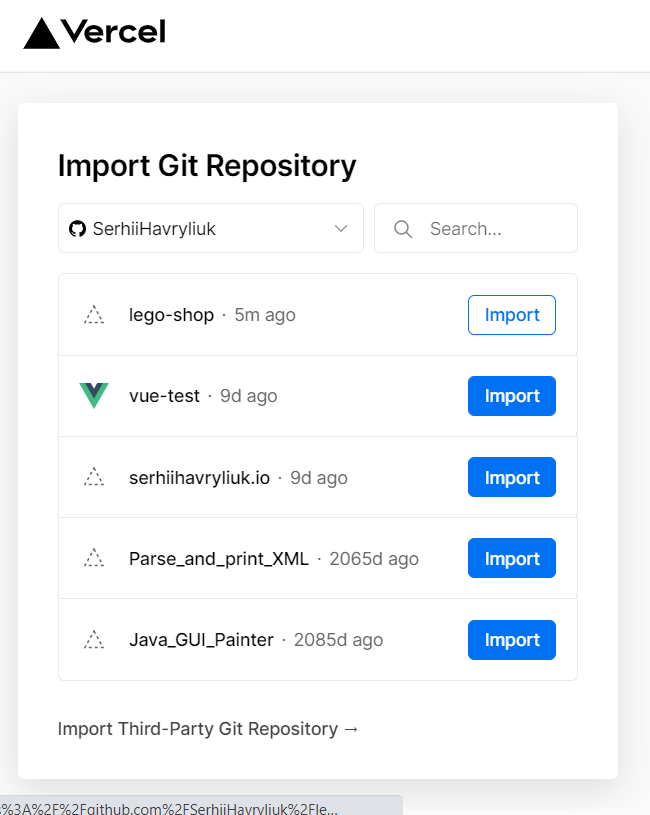 Vercel
Import Git Repository
SerhiiHavryliuk
Search...
lego-shop · 5m ago
Import
vue-test · 9d ago
Import
serhiihavryliuk.io · 9d ago
Import
Parse_and_print_XML · 2065d ago
Import
Java_GUI_Painter · 2085d ago
Import
Import Third-Party Git Repository →
%3A%2F%2Fgithub.com%2FSerhiiHavryliuk%2Fle...